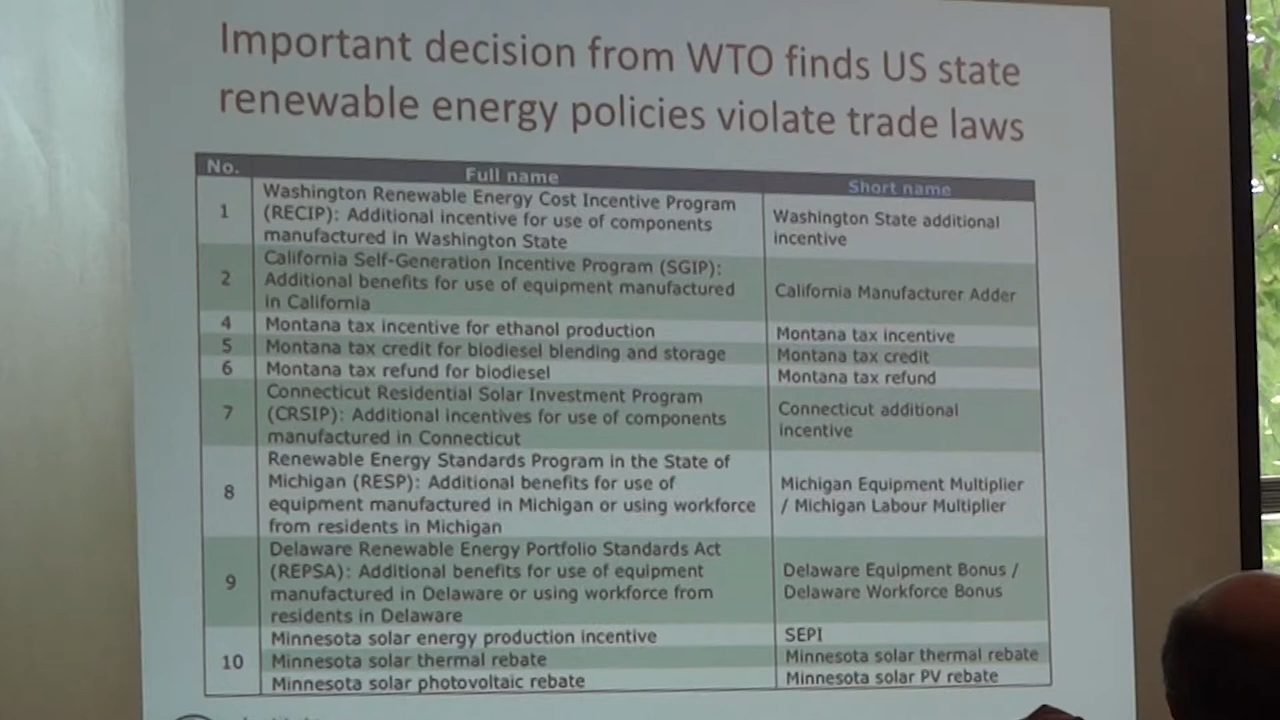 Important decision from WTO finds US state
renewable energy policies violate trade laws
No. Full name Short name
1 Washington Renewable Energy Cost Incentive Program
(RECIP): Additional incentive for use of components
manufactured in Washington State
Washington State additional
incentive
2 California Self-Generation Incentive Program (SGIP):
Additional benefits for use of equipment manufactured
in California
California Manufacturer Adder
4 Montana tax incentive for ethanol production Montana tax incentive
5 Montana tax credit for biodiesel blending and storage Montana tax credit
6 Montana tax refund for biodiesel Montana tax refund
7 Connecticut Residential Solar Investment Program
(CRSIP): Additional incentives for use of components
manufactured in Connecticut
Connecticut additional
incentive
8 Renewable Energy Standards Program in the State of
Michigan (RESP): Additional benefits for use of
equipment manufactured in Michigan or using workforce
from residents in Michigan
Michigan Equipment Multiplier
/ Michigan Labour Multiplier
9 Delaware Renewable Energy Portfolio Standards Act
(REPSA): Additional benefits for use of equipment
manufactured in Delaware or using workforce from
residents in Delaware
Delaware Equipment Bonus /
Delaware Workforce Bonus
10 Minnesota solar energy production incentive SEPI
Minnesota solar thermal rebate Minnesota solar thermal rebate
Minnesota solar photovoltaic rebate Minnesota solar PV rebate